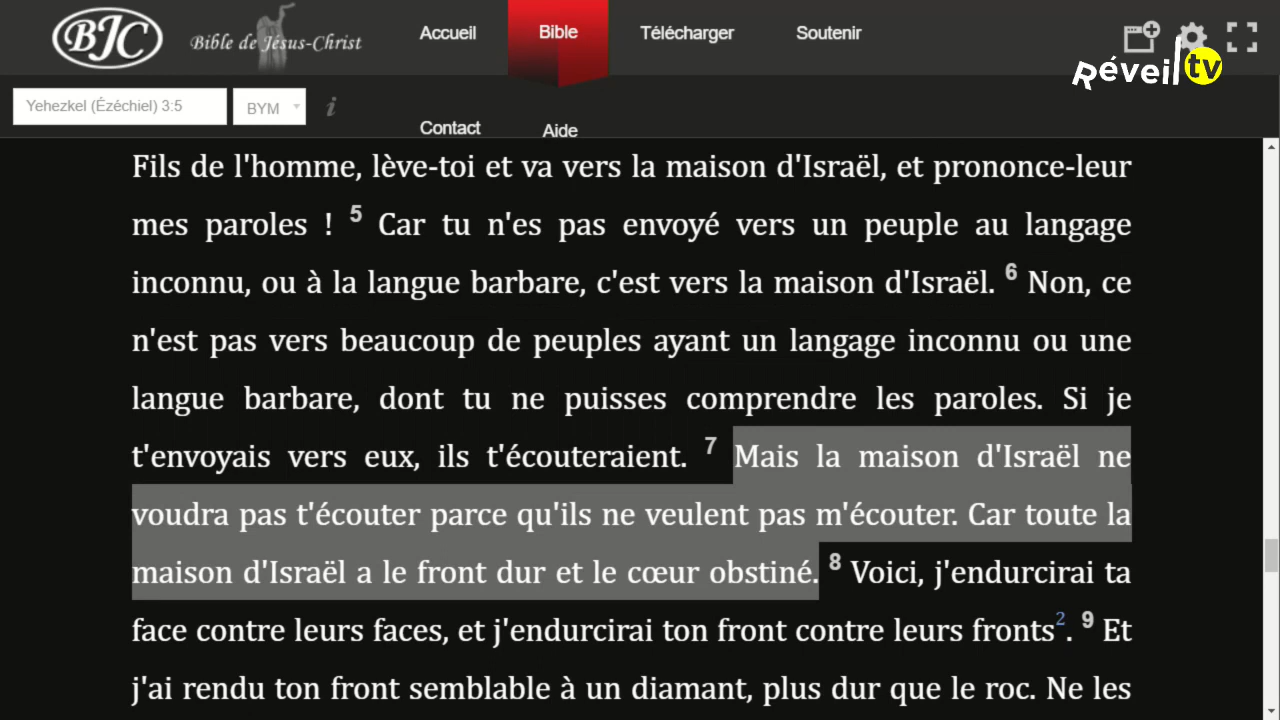 BJC
Bible de Jésus-Christ
Accueil
Bible
Télécharger
Soutenir
Réveil tv
Yehezkel (Ézéchiel) 3:5
BYM
i
Contact
Aide
Fils de l'homme, lève-toi et va vers la maison d'Israël, et prononce-leur
mes paroles ! 5 Car tu n'es pas envoyé vers un peuple au langage
inconnu, ou à la langue barbare, c'est vers la maison d'Israël. 6 Non, ce
n'est pas vers beaucoup de peuples ayant un langage inconnu ou une
langue barbare, dont tu ne puisses comprendre les paroles. Si je
t'envoyais vers eux, ils t'écouteraient. 7 Mais la maison d'Israël ne
voudra pas t'écouter parce qu'ils ne veulent pas m'écouter. Car toute la
maison d'Israël a le front dur et le cœur obstiné. 8 Voici, j'endurcirai ta
face contre leurs faces, et j'endurcirai ton front contre leurs fronts2. 9 Et
j'ai rendu ton front semblable à un diamant, plus dur que le roc. Ne les